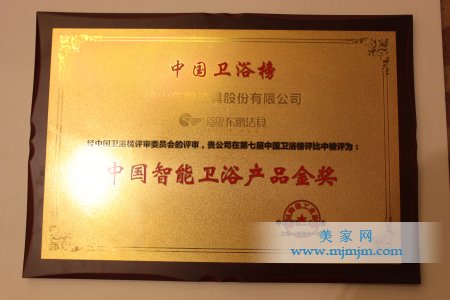 中国卫浴榜
具股份有限公司
东鹏洁具
经中国卫浴榜评审委员会的评审，贵公司在第七届中国卫浴榜评比中被评为：
中国智能卫浴产品金奖
美家网
www.mjmjm.com